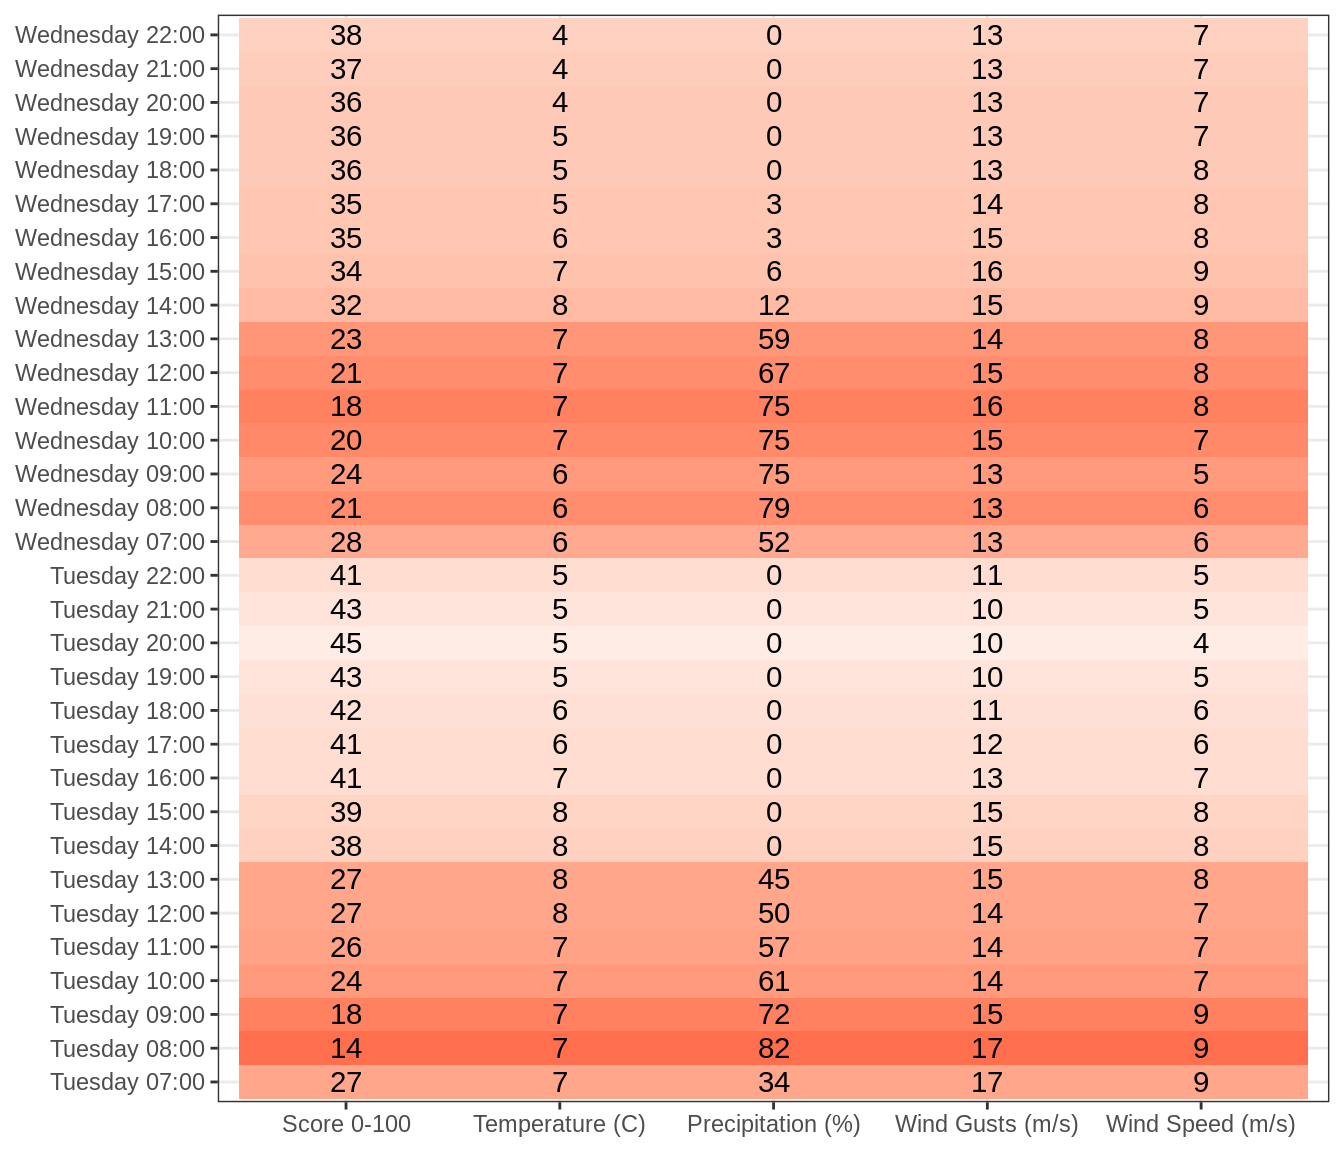 Wednesday 22:00 38 4 0 13 7
Wednesday 21:00 37 4 0 13 7
Wednesday 20:00 36 4 0 13 7
Wednesday 19:00 36 5 0 13 7
Wednesday 18:00 36 5 0 13 8
Wednesday 17:00 35 5 3 14 8
Wednesday 16:00 35 6 3 15 8
Wednesday 15:00 34 7 6 16 9
Wednesday 14:00 32 8 12 15 9
Wednesday 13:00 23 7 59 14 8
Wednesday 12:00 21 7 67 15 8
Wednesday 11:00 18 7 75 16 8
Wednesday 10:00 20 7 75 15 7
Wednesday 09:00 24 6 75 13 5
Wednesday 08:00 21 6 79 13 6
Wednesday 07:00 28 6 52 13 6
Tuesday 22:00 41 5 0 11 5
Tuesday 21:00 43 5 0 10 5
Tuesday 20:00 45 5 0 10 4
Tuesday 19:00 43 5 0 10 5
Tuesday 18:00 42 6 0 11 6
Tuesday 17:00 41 6 0 12 6
Tuesday 16:00 41 7 0 13 7
Tuesday 15:00 39 8 0 15 8
Tuesday 14:00 38 8 0 15 8
Tuesday 13:00 27 8 45 15 8
Tuesday 12:00 27 8 50 14 7
Tuesday 11:00 26 7 57 14 7
Tuesday 10:00 24 7 61 14 7
Tuesday 09:00 18 7 72 15 9
Tuesday 08:00 14 7 82 17 9
Tuesday 07:00 27 7 34 17 9
Score 0-100 Temperature (C) Precipitation (%) Wind Gusts (m/s) Wind Speed (m/s)